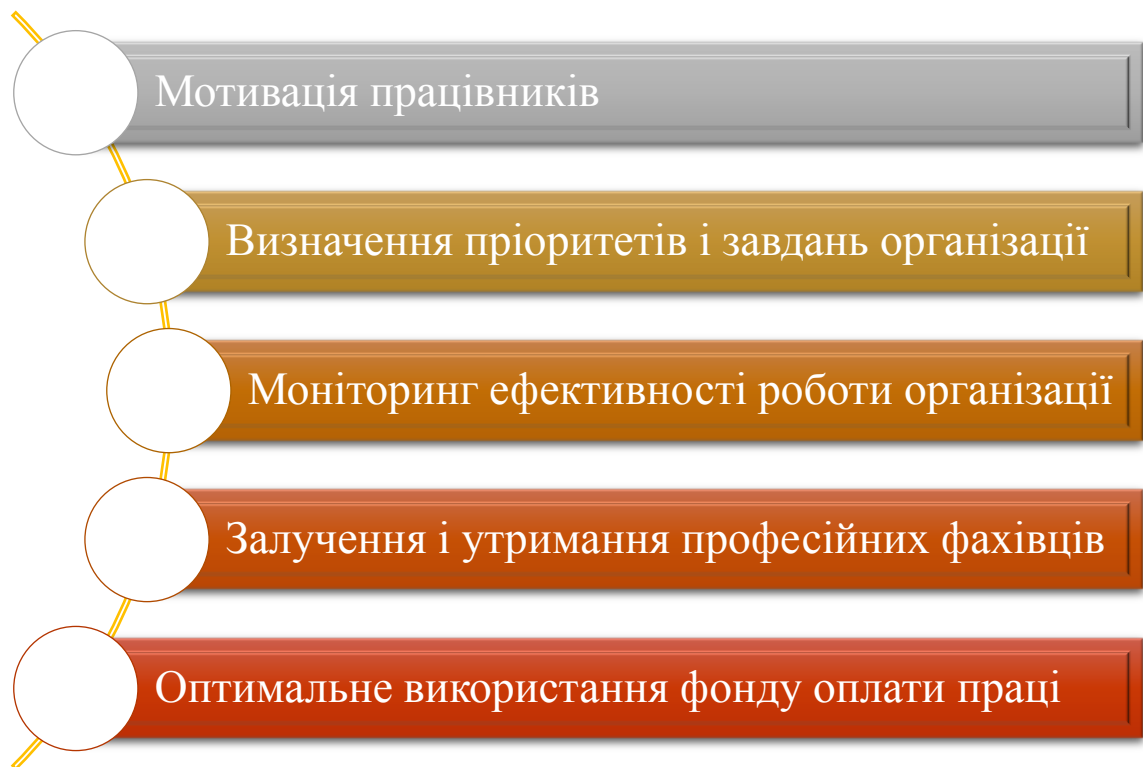 Мотивація працівників
Визначення пріоритетів і завдань організації
Моніторинг ефективності роботи організації
Залучення і утримання професійних фахівців
Оптимальне використання фонду оплати праці